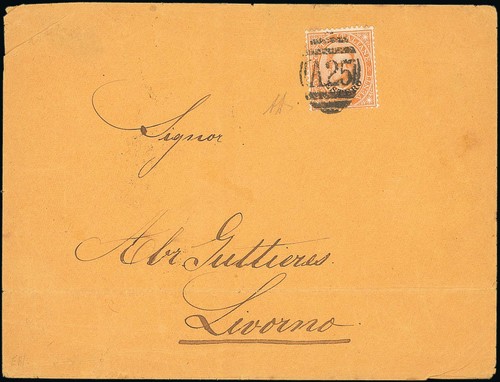 A25
Signor
Abr Guttieres
Livorno